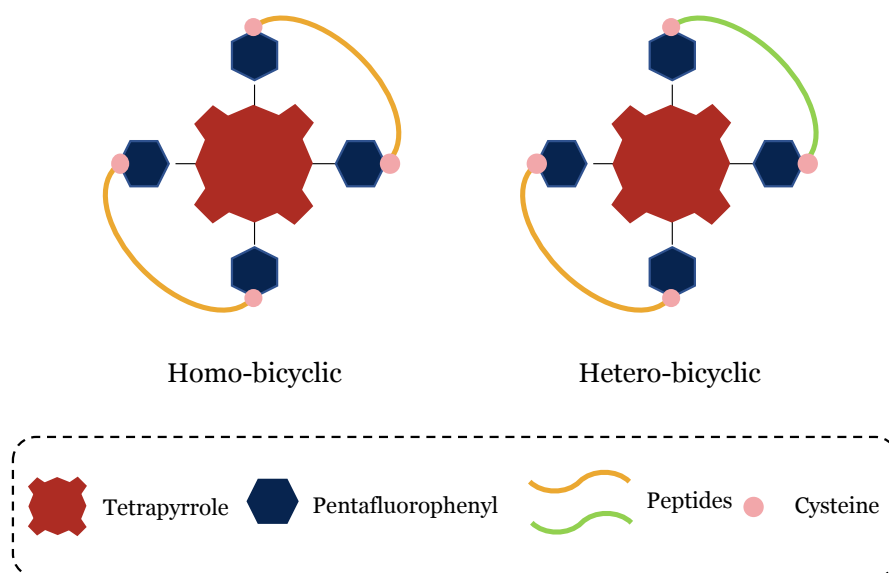 Homo-bicyclic
Hetero-bicyclic
Tetrapyrrole
Pentafluorophenyl
Peptides
Cysteine